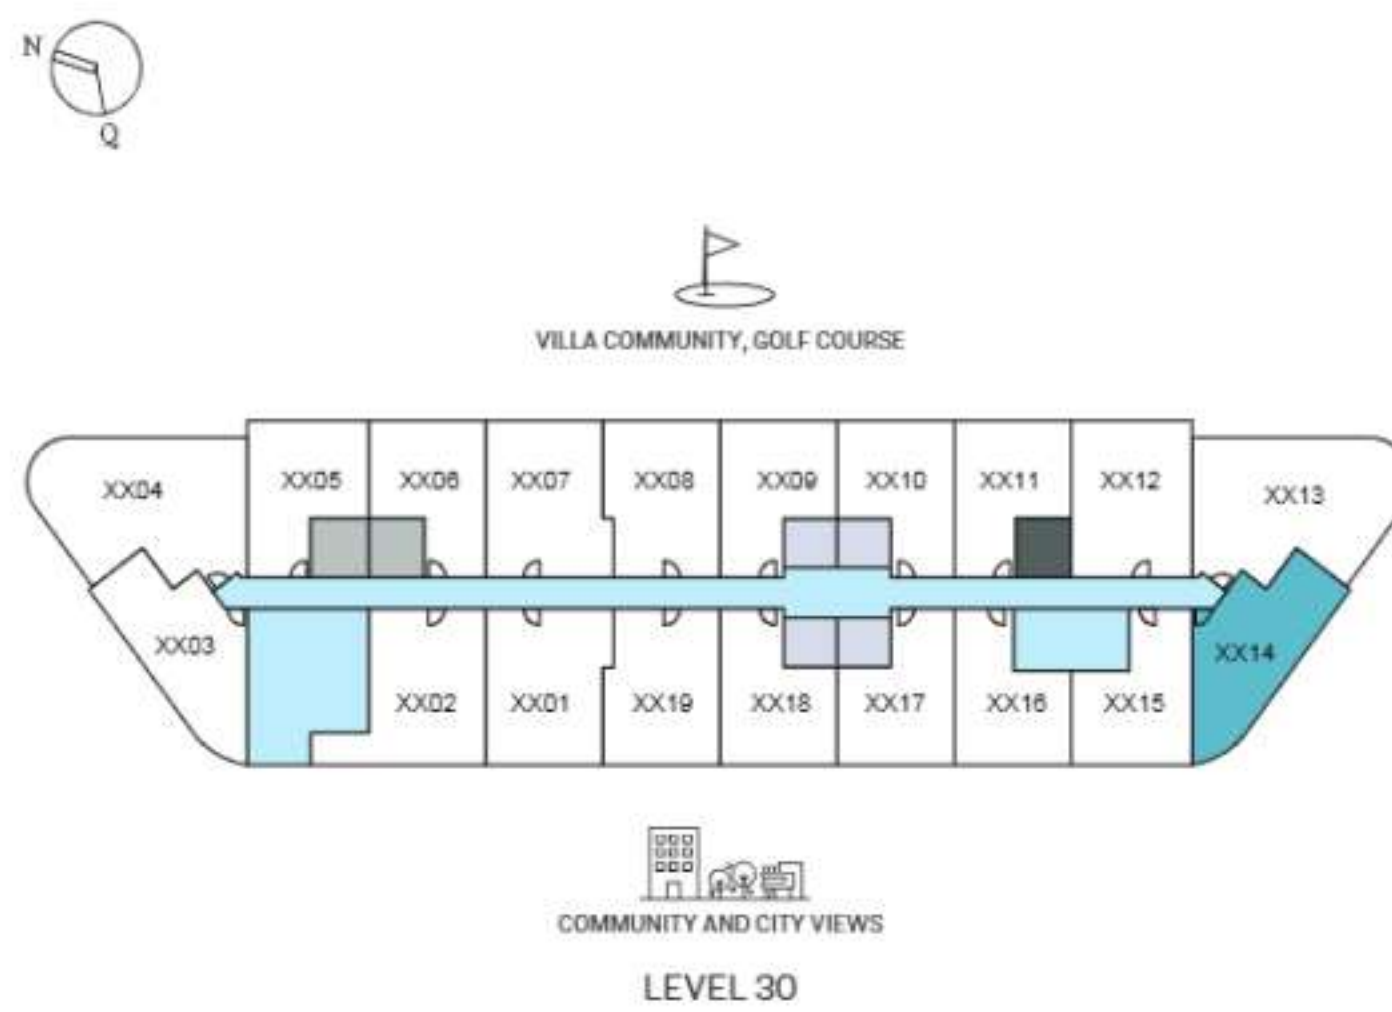 N
Q
VILLA COMMUNITY, GOLF COURSE
XX04
XX05
XX06
XX07
XX08
XX09
XX10
XX11
XX12
XX13
XX03
XX02
XX01
XX19
XX18
XX17
XX16
XX15
XX14
COMMUNITY AND CITY VIEWS
LEVEL 30